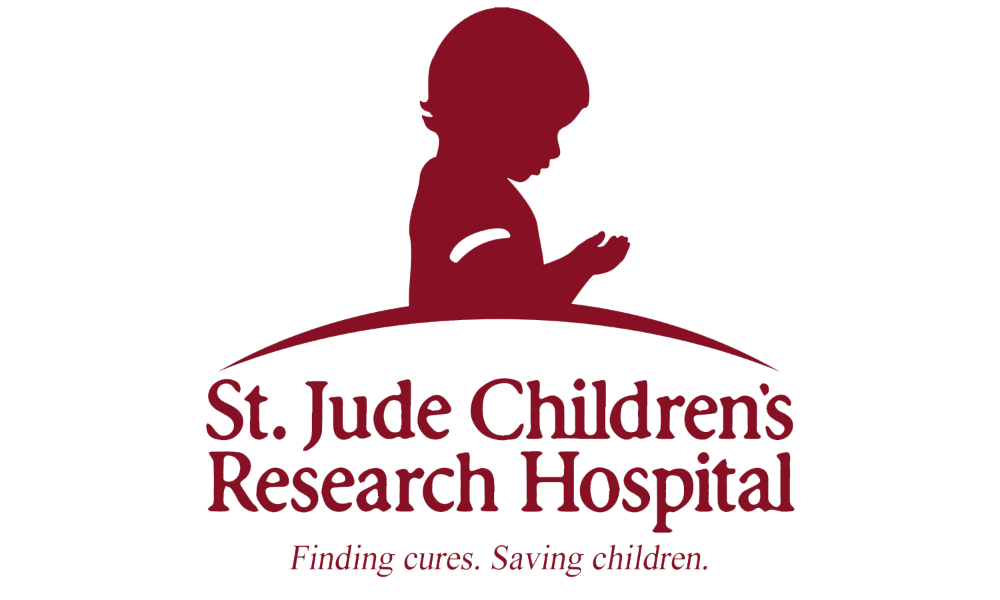 St. Jude Children's
Research Hospital
Finding cures. Saving children.